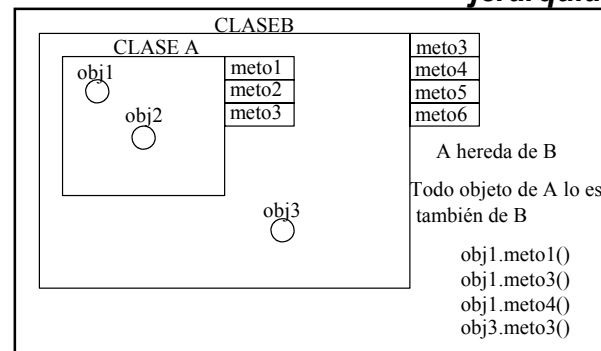 CLASEB
CLASE A
obj1
obj2
meto1
meto2
meto3
obj3
meto3
meto4
meto5
meto6
A hereda de B
Todo objeto de A lo es
también de B
obj1.meto1()
obj1.meto3()
obj1.meto4()
obj3.meto3()